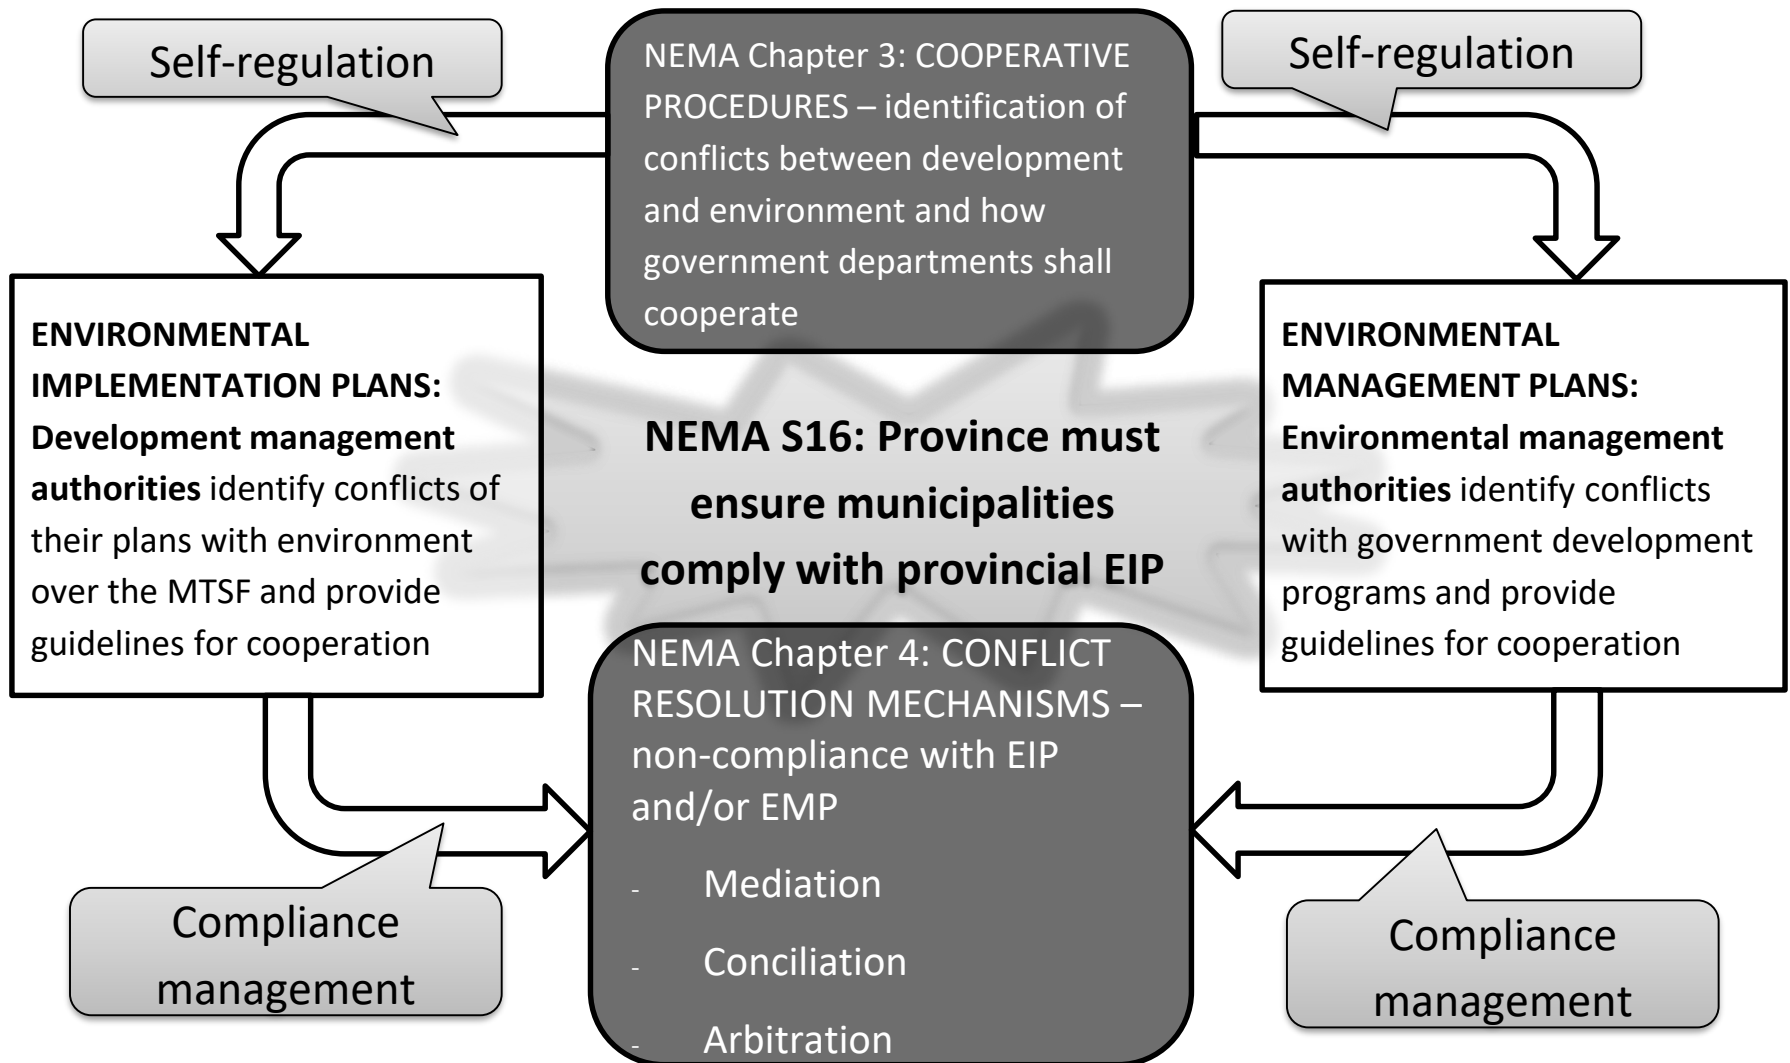 Self-regulation
NEMA Chapter 3: COOPERATIVE
PROCEDURES – identification of
conflicts between development
and environment and how
government departments shall
cooperate
Self-regulation
ENVIRONMENTAL
IMPLEMENTATION PLANS:
Development management
authorities identify conflicts of
their plans with environment
over the MTSF and provide
guidelines for cooperation
NEMA S16: Province must
ensure municipalities
comply with provincial EIP
ENVIRONMENTAL
MANAGEMENT PLANS:
Environmental management
authorities identify conflicts
with government development
programs and provide
guidelines for cooperation
NEMA Chapter 4: CONFLICT
RESOLUTION MECHANISMS –
non-compliance with EIP
and/or EMP
- Mediation
- Conciliation
- Arbitration
Compliance
management
Compliance
management